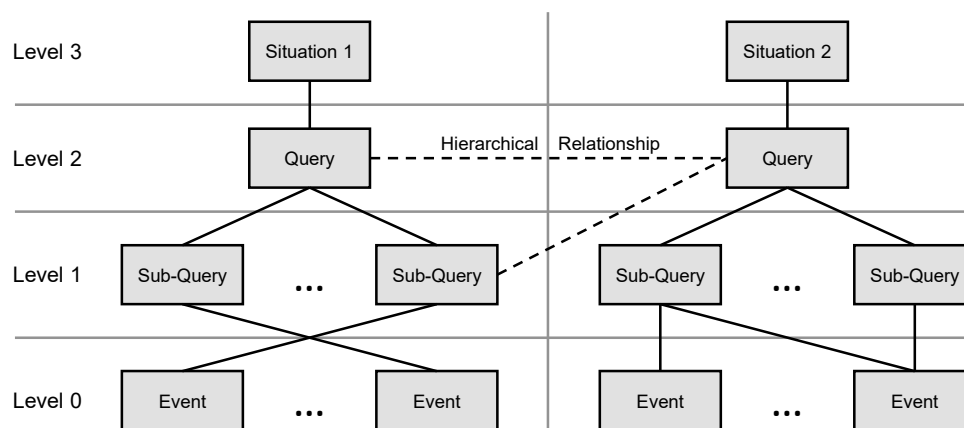 Level 3
Situation 1
Situation 2
Level 2
Query
Hierarchical
Relationship
Query
Level 1
Sub-Query
...
Sub-Query
Sub-Query
...
Sub-Query
Level 0
Event
...
Event
Event
...
Event